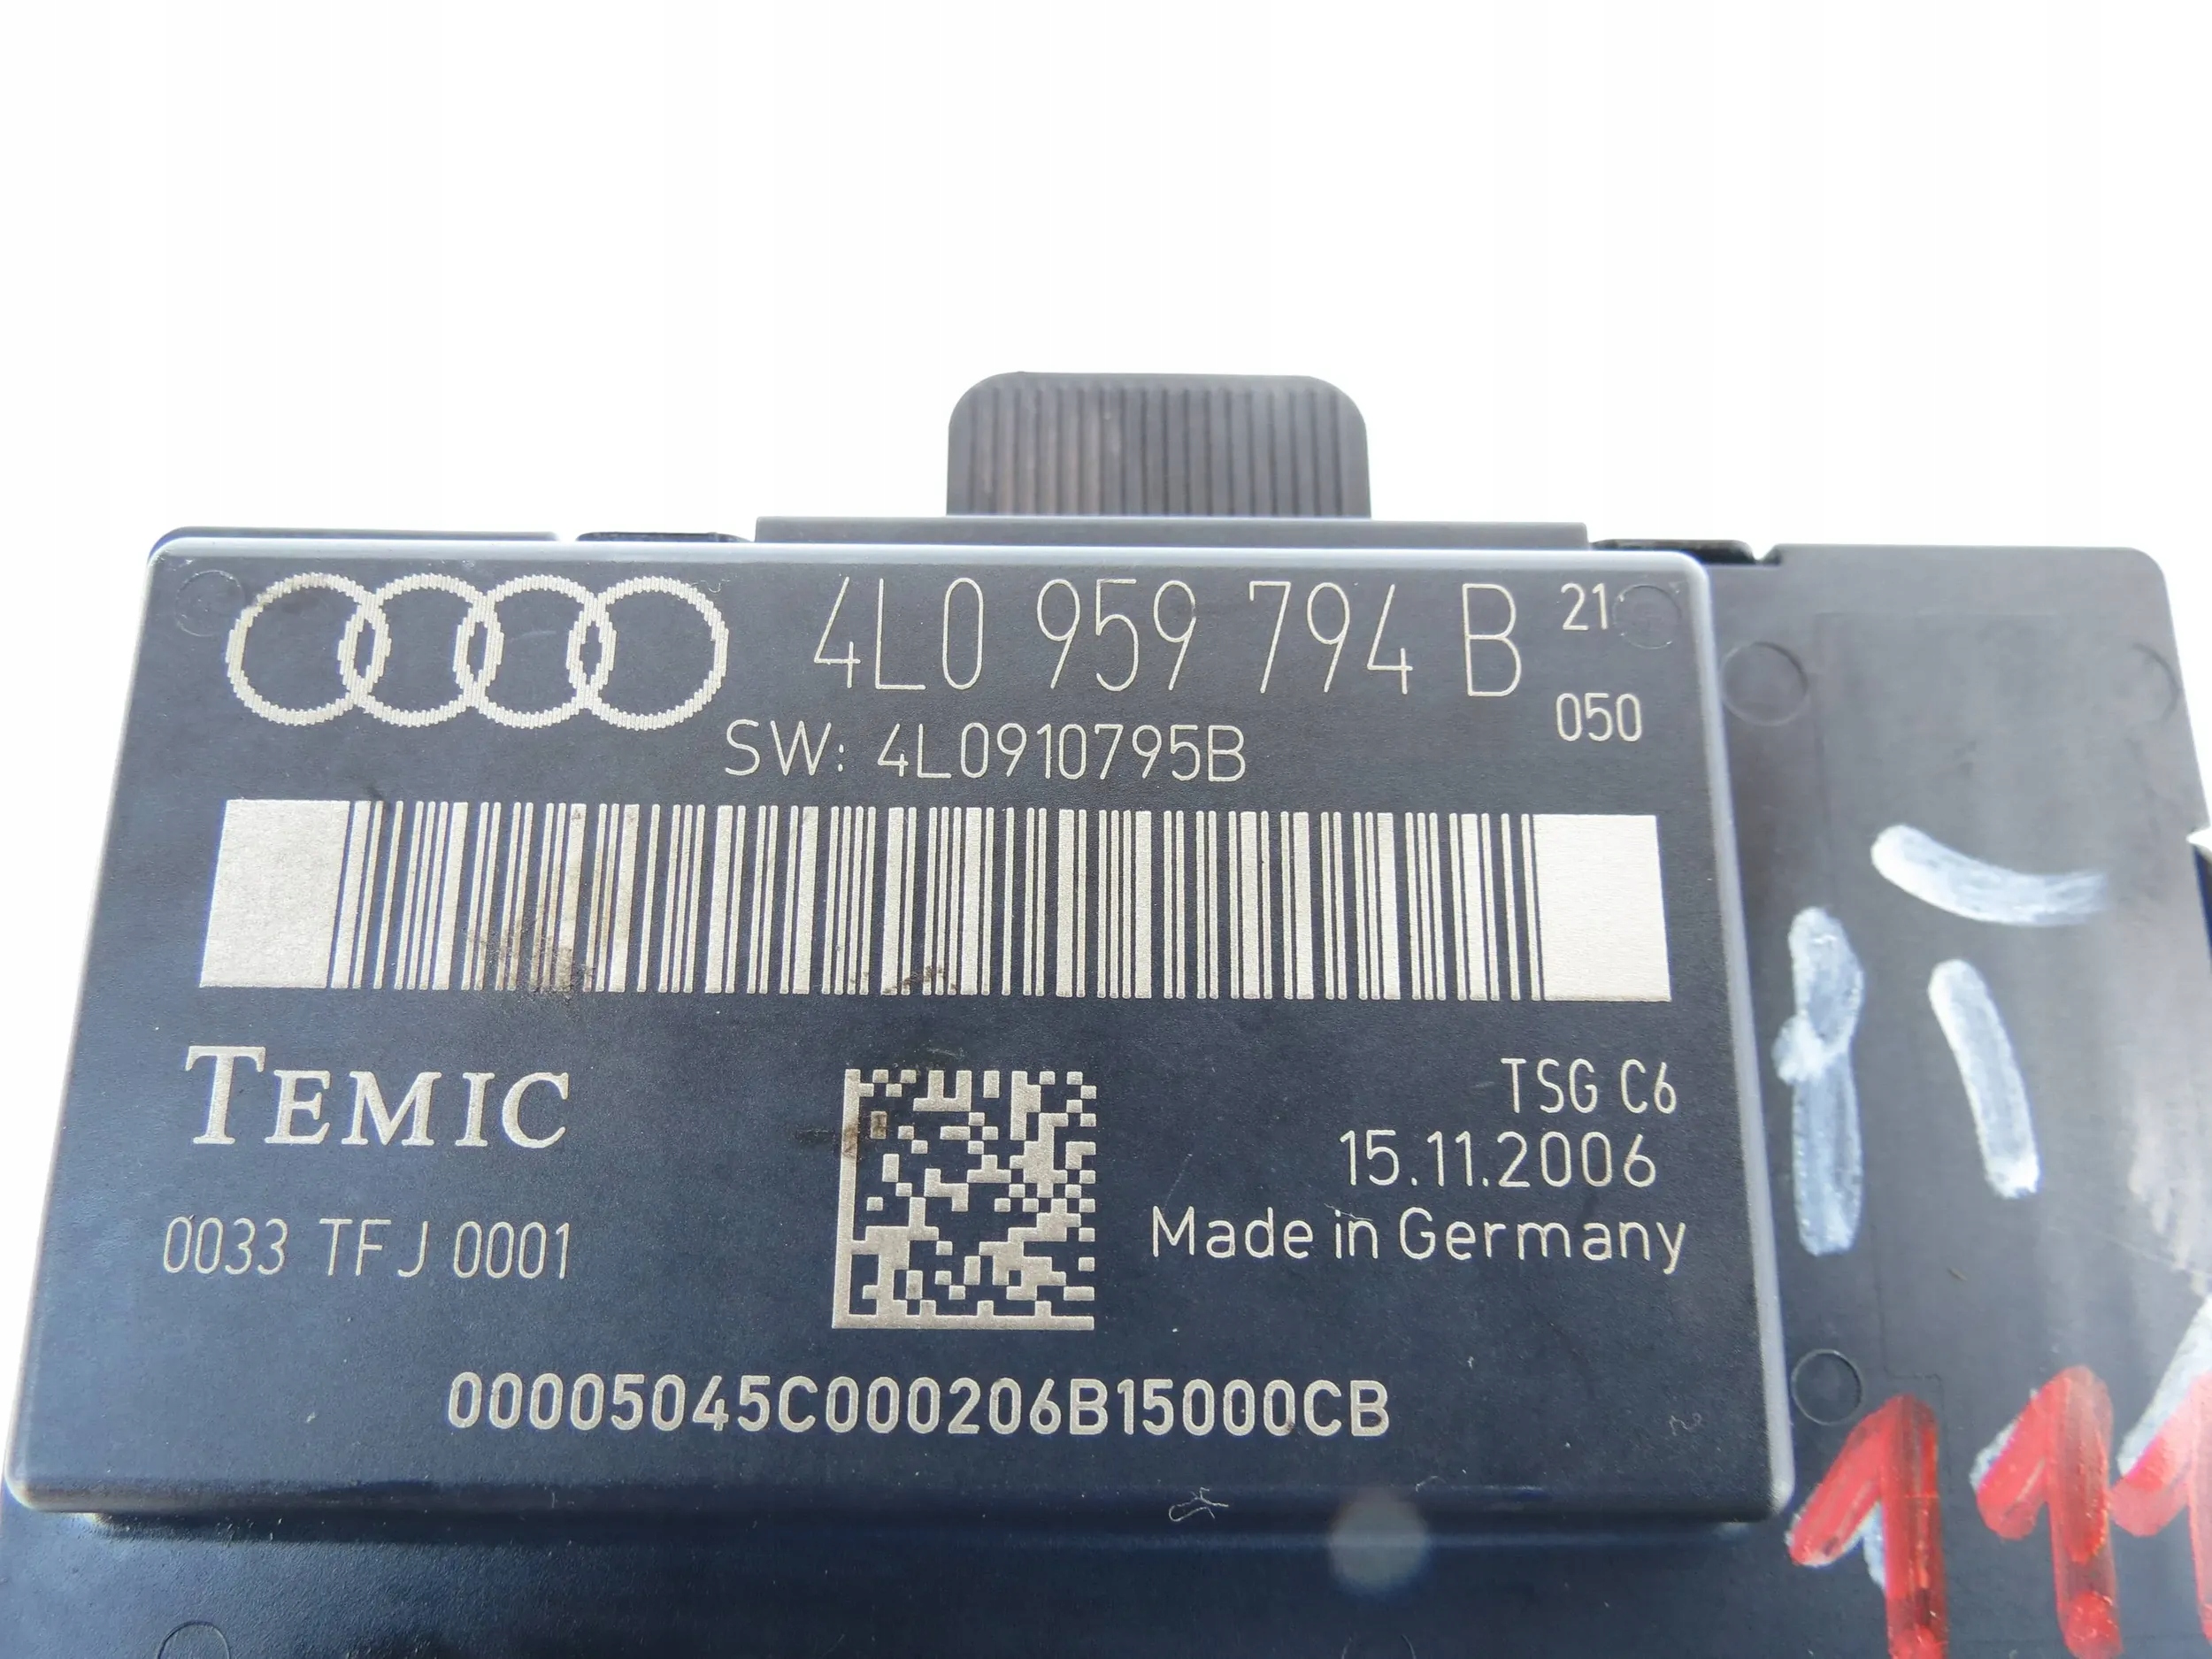 4L0 959 794 B 21
050
SW: 4L0910795B
TEMIC
TSG C6
15.11.2006
0033 TFJ 0001
Made in Germany
00005045C000206B15000CB
111